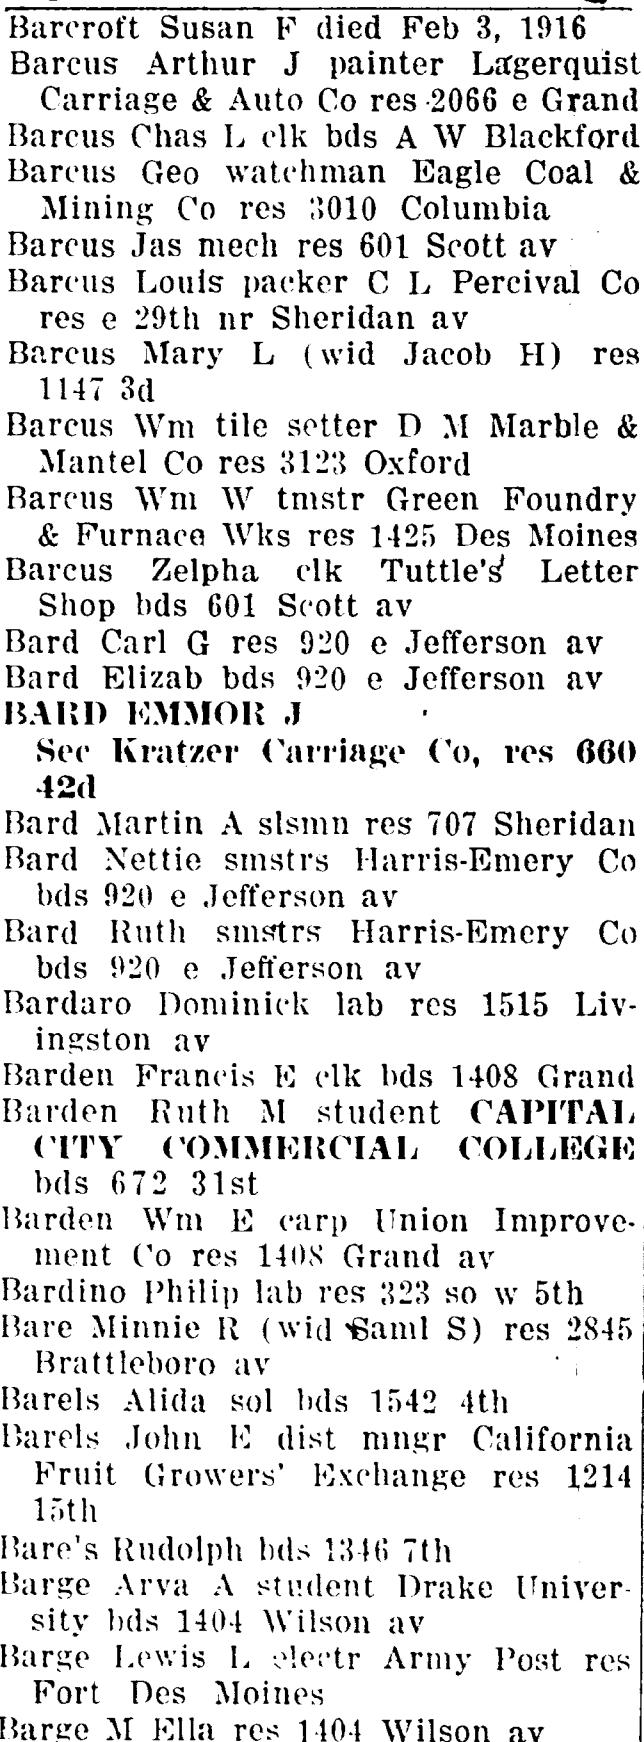 Barcroft Susan F died Feb 3, 1916
Barcus Arthur J painter Lagerquist
Carriage & Auto Co res 2066 e Grand
Barcus Chas L clk bds A W Blackford
Barcus Geo watchman Eagle Coal &
Mining Co res 3010 Columbia
Barcus Jas mech res 601 Scott av
Barcus Louis packer C L Percival Co
res e 29th nr Sheridan av
Barcus Mary L (wid Jacob H) res
1147 3d
Barcus Wm tile setter D M Marble &
Mantel Co res 3123 Oxford
Barcus Wm W tmstr Green Foundry
& Furnace Wks res 1425 Des Moines
Barcus Zelpha clk Tuttle's Letter
Shop bds 601 Scott av
Bard Carl G res 920 e Jefferson av
Bard Elizab bds 920 e Jefferson av
BARD EMMOR J
See Kratzer Carriage Co, res 660
42d
Bard Martin A slsmn res 707 Sheridan
Bard Nettie smstrs Harris-Emery Co
bds 920 e Jefferson av
Bard Ruth smstrs Harris-Emery Co
bds 920 e Jefferson av
Bardaro Dominick lab res 1515 Liv-
ingston av
Barden Francis E clk bds 1408 Grand
Barden Ruth M student CAPITAL
CITY COMMERCIAL COLLEGE
bds 672 31st
Barden Wm E carp Union Improve-
ment Co res 1408 Grand av
Bardino Philip lab res 323 so w 5th
Bare Minnie R (wid Saml S) res 2845
Brattleboro av
Barels Alida sol bds 1542 4th
Barels John E dist mngr California
Fruit Growers' Exchange res 1214
15th
Bare's Rudolph bds 1346 7th
Barge Arva A student Drake Univer-
sity bds 1404 Wilson av
Barge Lewis L electr Army Post res
Fort Des Moines
Barge M Ella res 1404 Wilson av